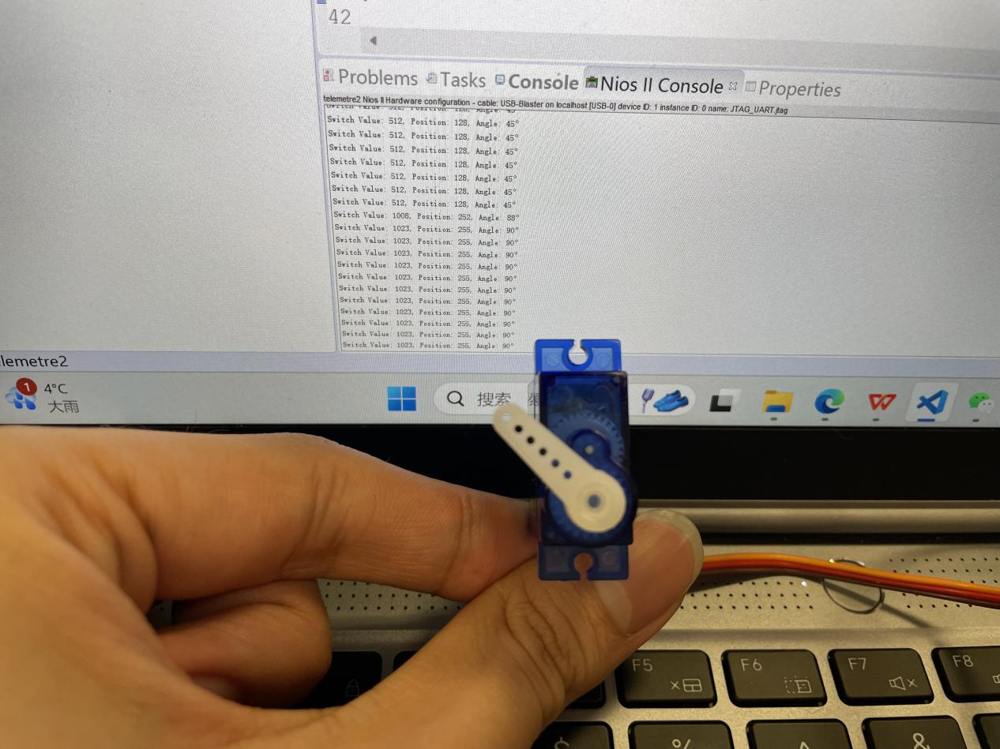 42
Problems Tasks Console Nios II Console Properties
telemetre2 Nios II Hardware configuration - cable: USB-Blaster on localhost [USB-0] device ID: 1 instance ID: 0 name: JTAG_UART.jtag
Switch Value: 512, Position: 128, Angle: 45°
Switch Value: 512, Position: 128, Angle: 45°
Switch Value: 512, Position: 128, Angle: 45°
Switch Value: 512, Position: 128, Angle: 45°
Switch Value: 512, Position: 128, Angle: 45°
Switch Value: 512, Position: 128, Angle: 45°
Switch Value: 512, Position: 128, Angle: 45°
Switch Value: 512, Position: 128, Angle: 45°
Switch Value: 1008, Position: 252, Angle: 88°
Switch Value: 1023, Position: 255, Angle: 90°
Switch Value: 1023, Position: 255, Angle: 90°
Switch Value: 1023, Position: 255, Angle: 90°
Switch Value: 1023, Position: 255, Angle: 90°
Switch Value: 1023, Position: 255, Angle: 90°
Switch Value: 1023, Position: 255, Angle: 90°
Switch Value: 1023, Position: 255, Angle: 90°
Switch Value: 1023, Position: 255, Angle: 90°
Switch Value: 1023, Position: 255, Angle: 90°
Switch Value: 1023, Position: 255, Angle: 90°
Switch Value: 1023, Position: 255, Angle: 90°
lemetre2
1 4°C
大雨
搜索
F5 F6 F7 F8
$ % ^ &